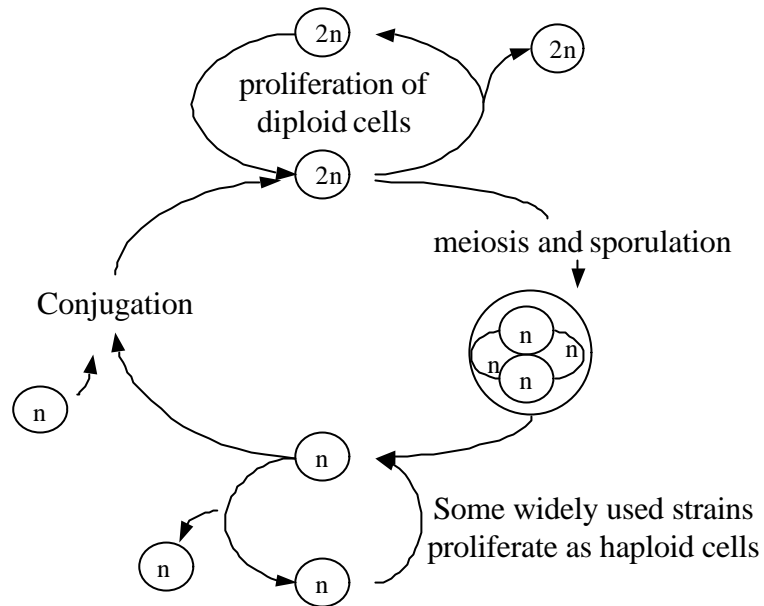 2n
2n
proliferation of
diploid cells
2n
meiosis and sporulation
Conjugation
n
n
n
n
n
n
Some widely used strains
proliferate as haploid cells
n
n